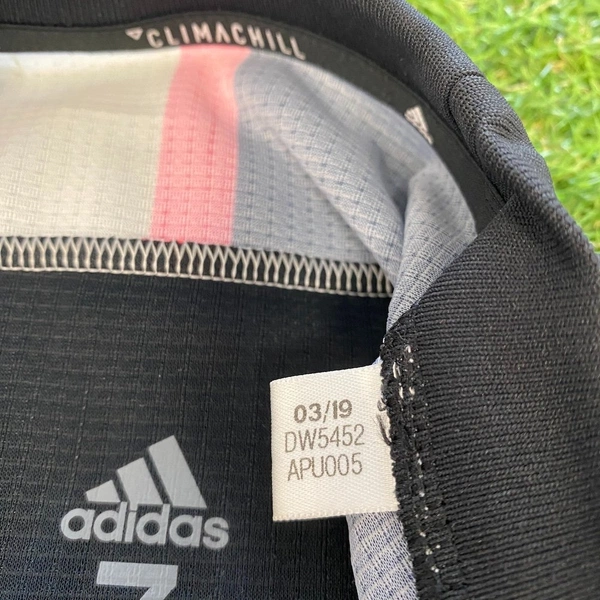 CLIMACHILL
03/19
DW5452
APU005
adidas